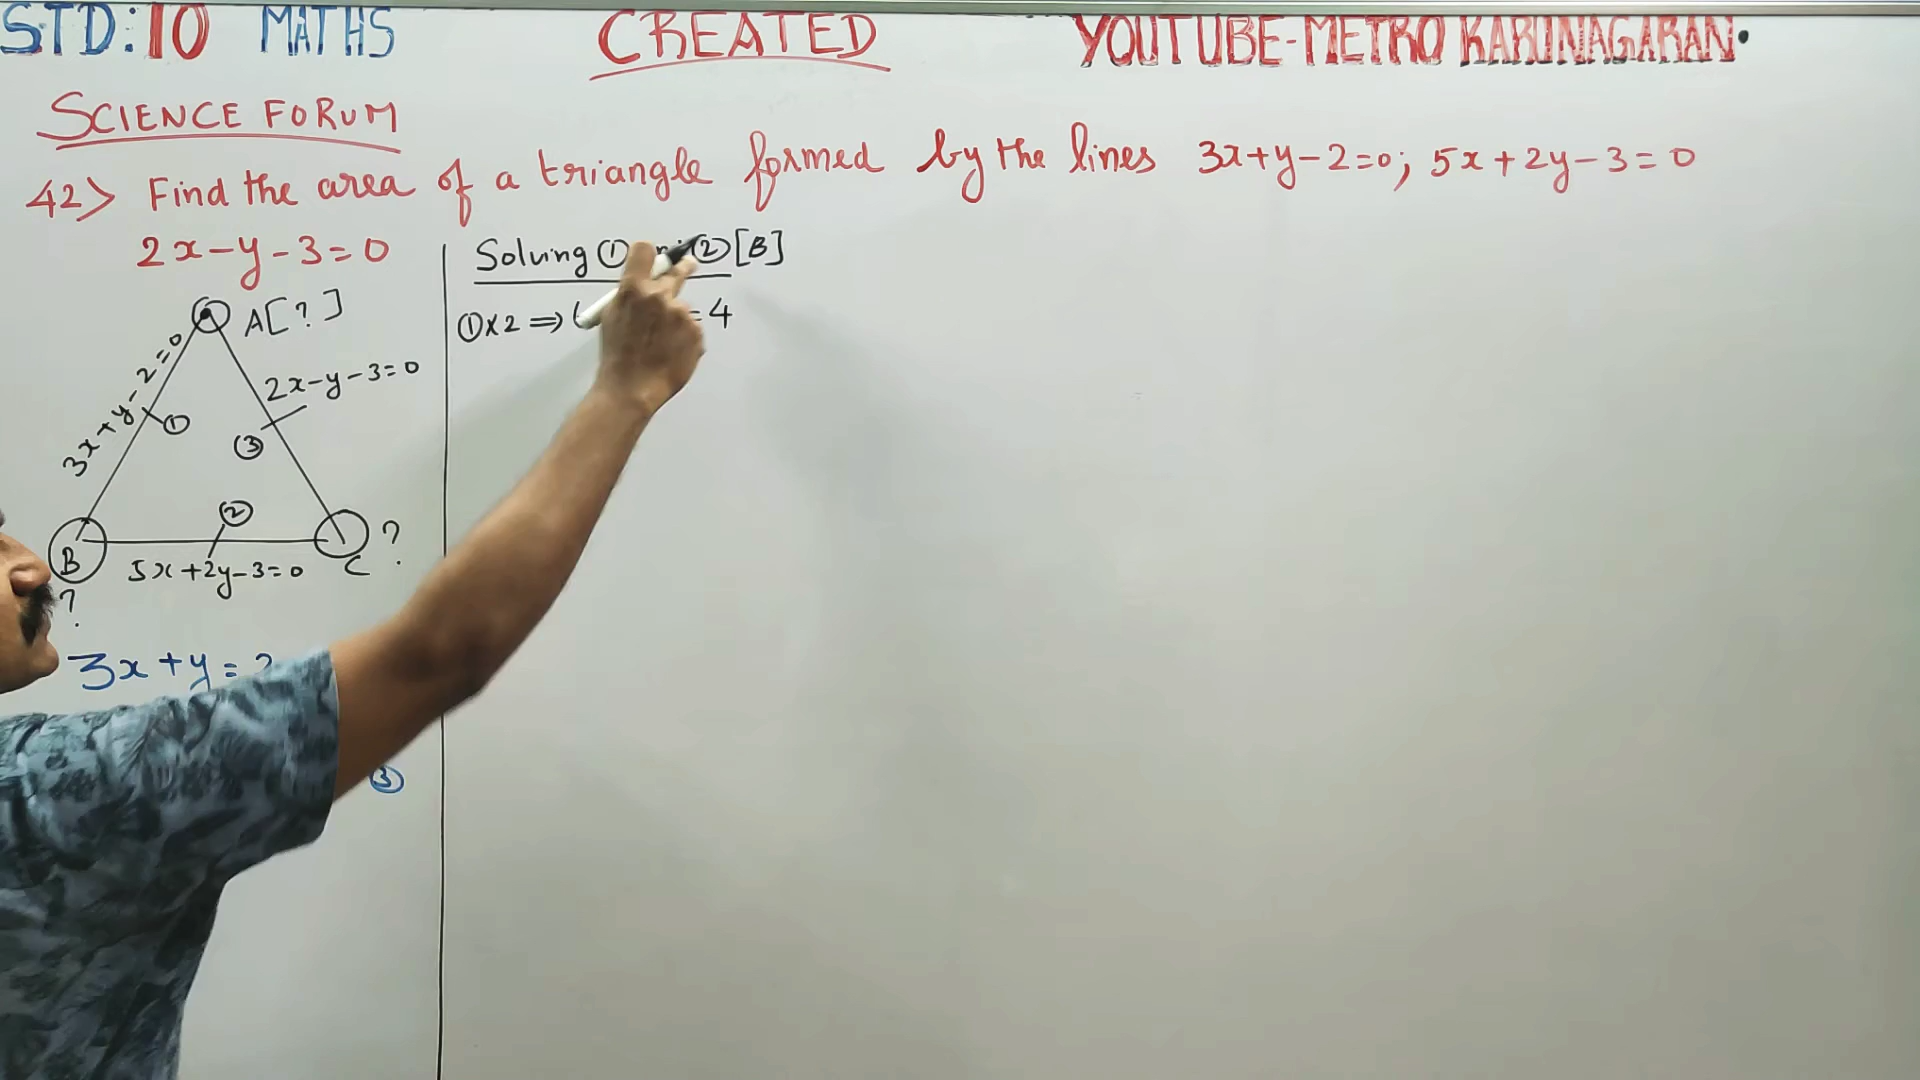 STD:10 MATHS CREATED YOUTUBE-METRO KARUNAGARAN.
SCIENCE FORUM
42> Find the area of a triangle formed by the lines 3x+y-2=0; 5x+2y-3=0
2x-y-3=0
A[?]
3x+y-2=0
①
2x-y-3=0
③
②
B
?
5x+2y-3=0
C
?
3x+y=
③
Solving ① ② [B]
①x2 ⇒ =4